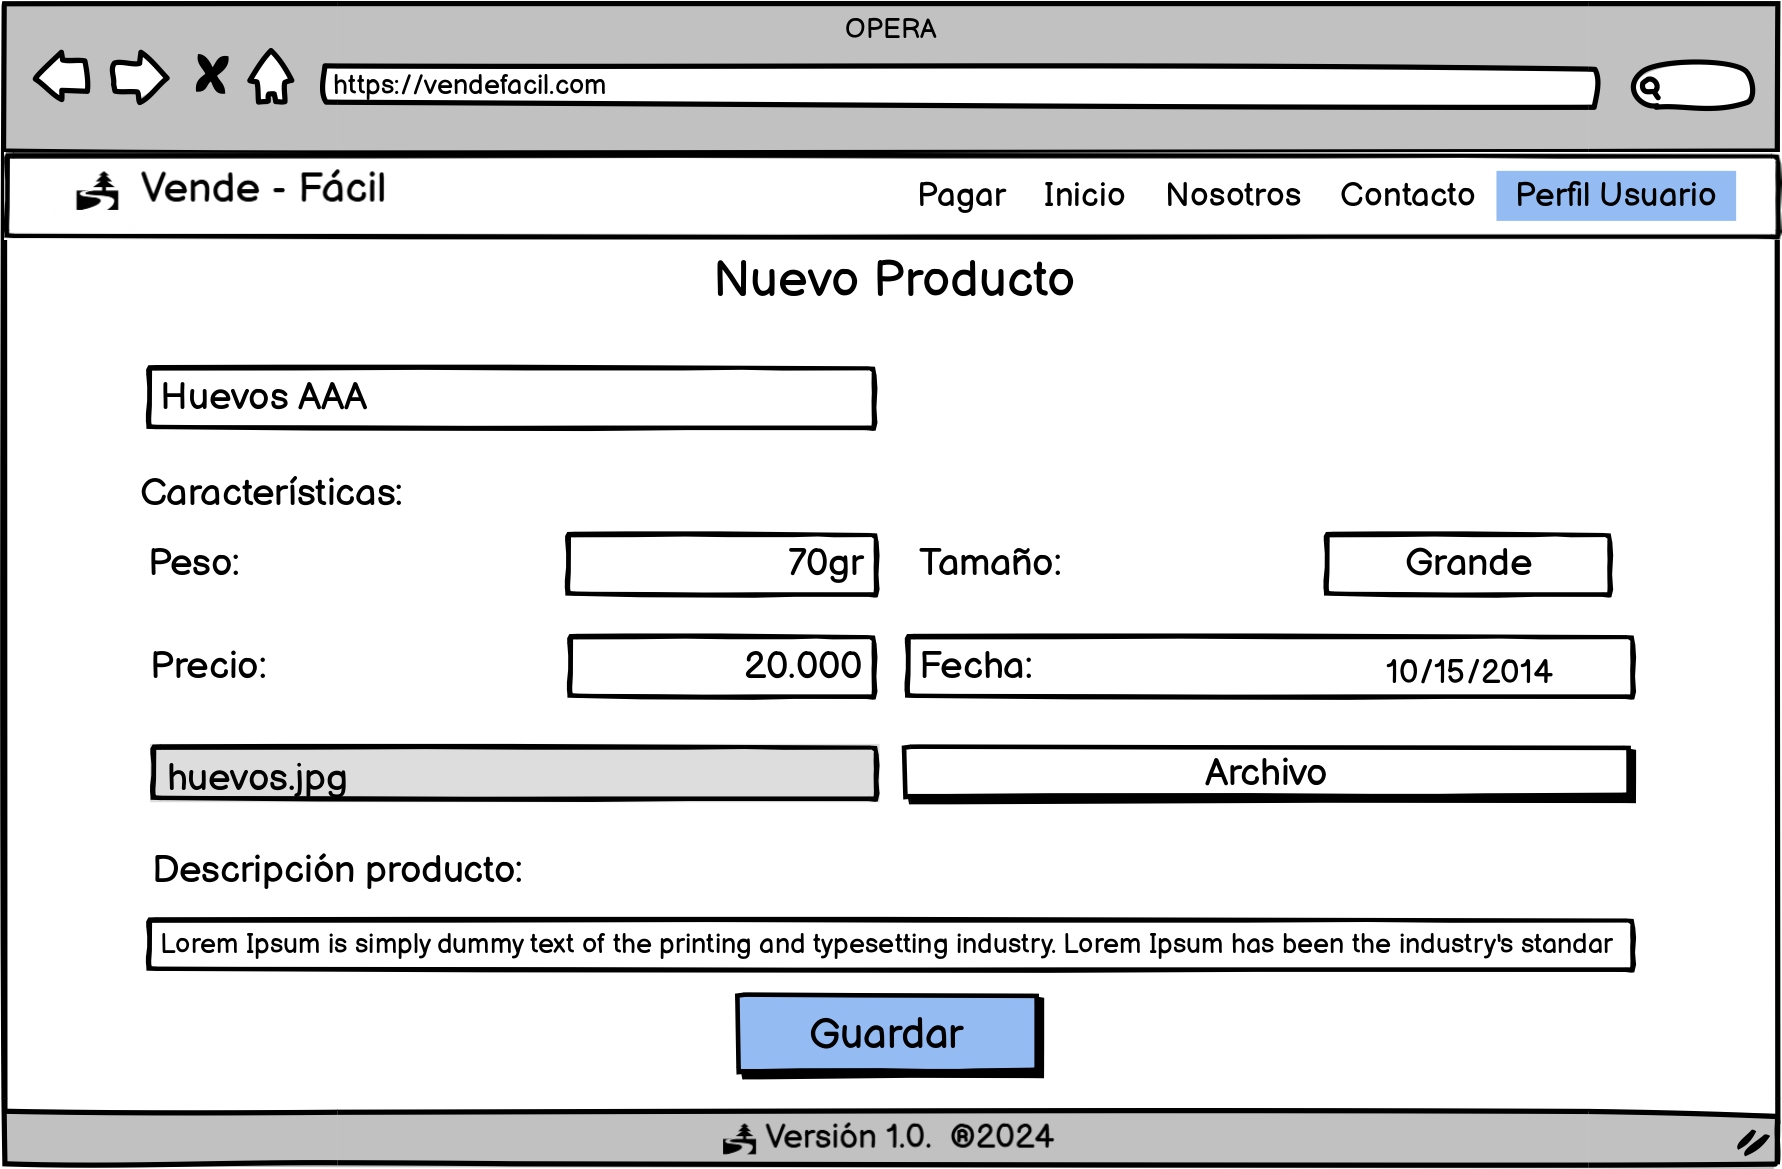 OPERA
https://vendefacil.com
Vende - Fácil
Pagar Inicio Nosotros Contacto Perfil Usuario
Nuevo Producto
Huevos AAA
Características:
Peso: 70gr Tamaño: Grande
Precio: 20.000 Fecha: 10/15/2014
huevos.jpg Archivo
Descripción producto:
Lorem Ipsum is simply dummy text of the printing and typesetting industry. Lorem Ipsum has been the industry's standar
Guardar
Versión 1.0. ®2024